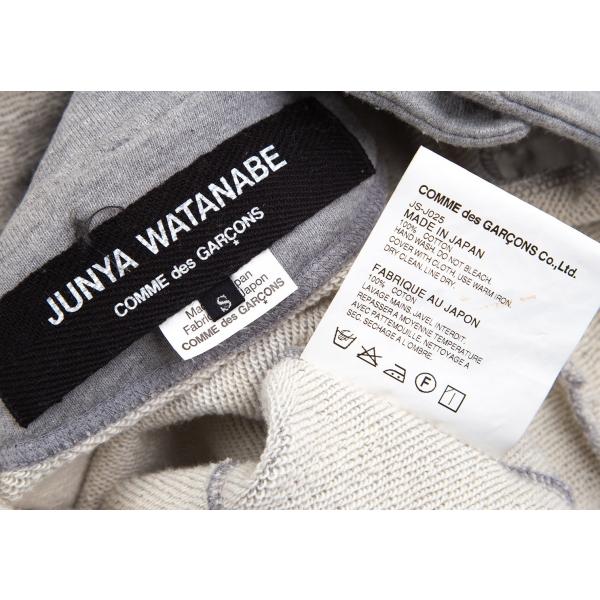 JUNYA WATANABE
COMME des GARÇONS
S
COMME des GARÇONS
COMME des GARÇONS Co.,Ltd.
JS-J025
MADE IN JAPAN
100% COTTON
HAND WASH. DO NOT BLEACH.
COVER WITH CLOTH, USE WARM IRON.
DRY CLEAN. LINE DRY.
FABRIQUE AU JAPON
100% COTON
LAVAGE MAINS. JAVEL INTERDIT.
REPASSER A MOYENNE TEMPERATURE
AVEC PATTEMOUILLE. NETTOYAGE A
SEC. SECHAGE A L'OMBRE.
F